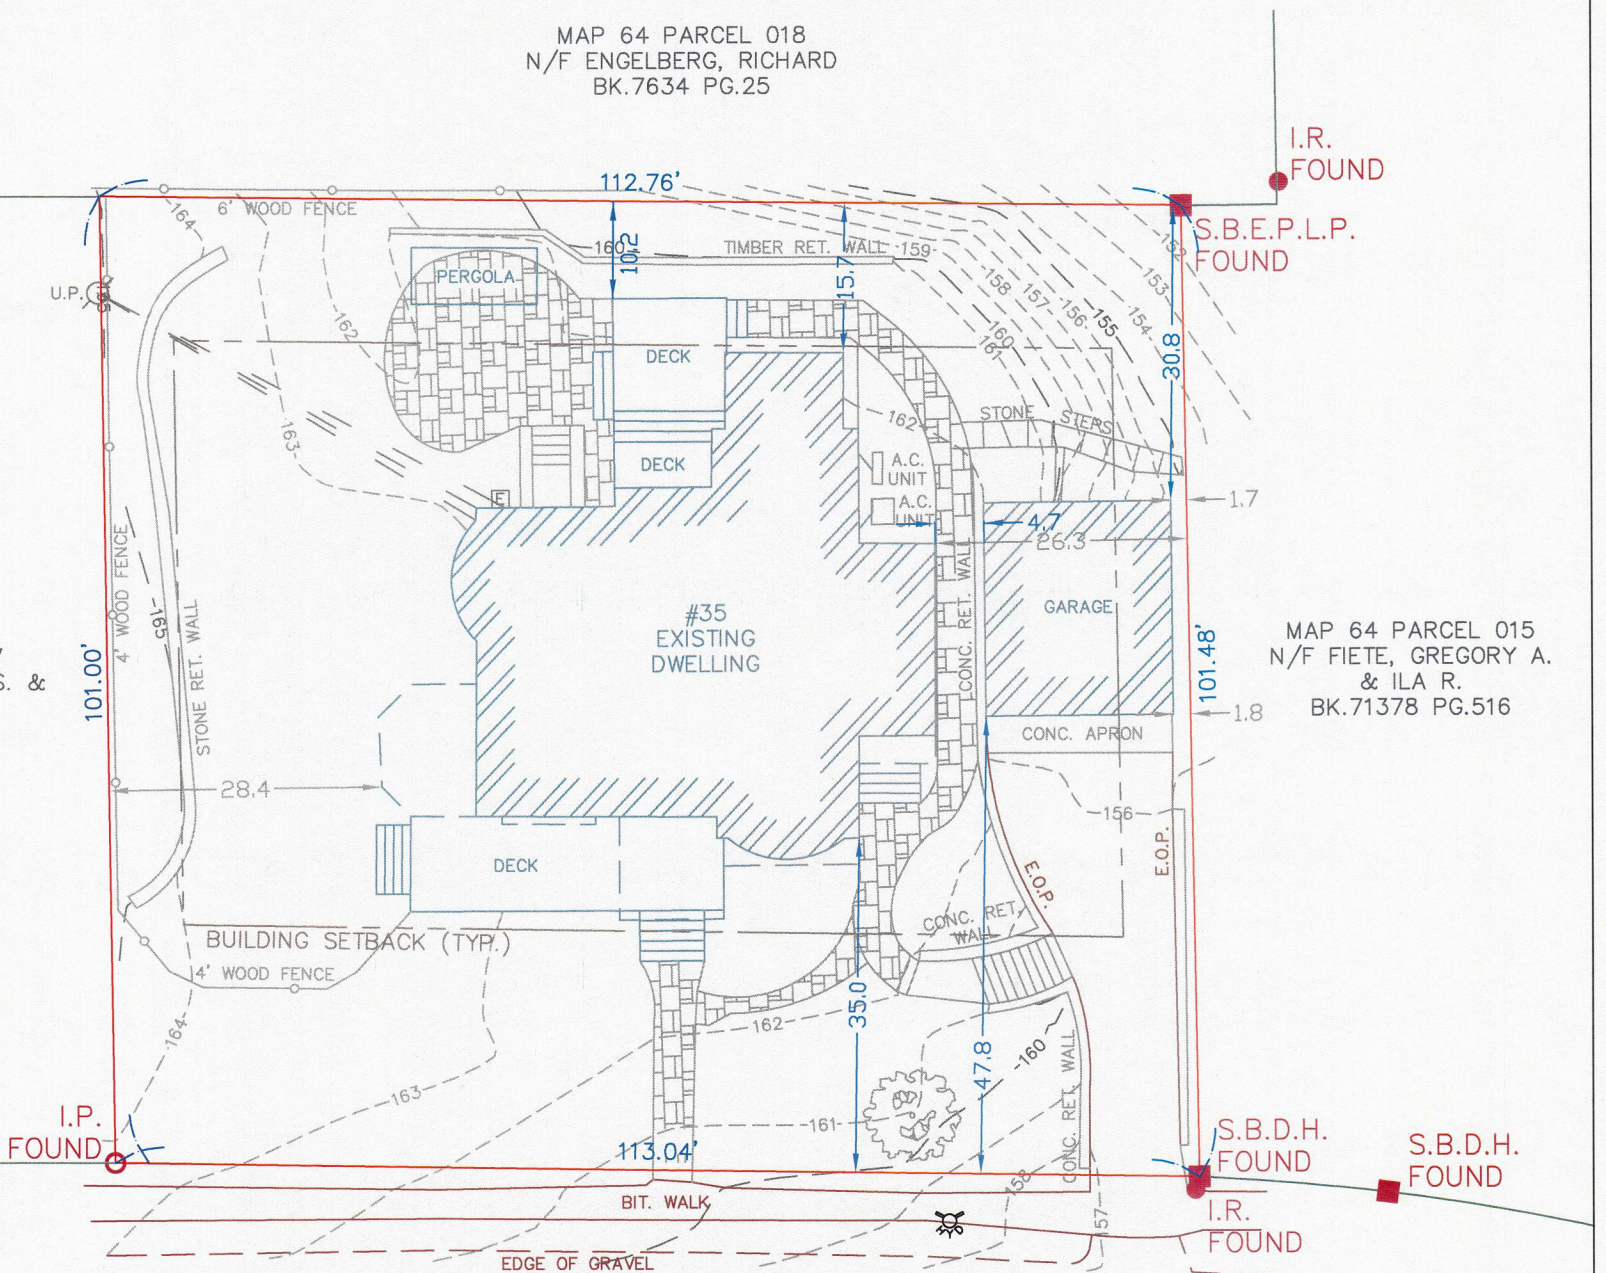 MAP 64 PARCEL 018
N/F ENGELBERG, RICHARD
BK.7634 PG.25
I.R.
FOUND
112.76'
6' WOOD FENCE
164
S.B.E.P.L.P.
FOUND
160
10.2
TIMBER RET. WALL
159
15.7
152
153
154
155
156
157
158
160
161
PERGOLA
U.P.
162
163
DECK
30.8
162
STONE STEPS
DECK
A.C.
UNIT
A.C.
UNIT
E
1.7
4.7
26.3
4' WOOD FENCE
165
STONE RET. WALL
CONC. RET. WALL
GARAGE
#35
EXISTING
DWELLING
MAP 64 PARCEL 015
N/F FIETE, GREGORY A.
& ILA R.
BK.71378 PG.516
S. &
101.00'
101.48'
1.8
CONC. APRON
28.4
156
E.O.P.
E.O.P.
DECK
CONC. RET.
WALL
BUILDING SETBACK (TYP.)
4' WOOD FENCE
35.0
47.8
164
162
160
CONC. RET. WALL
163
161
I.P.
FOUND
113.04'
S.B.D.H.
FOUND
S.B.D.H.
FOUND
158
157
BIT. WALK
I.R.
FOUND
EDGE OF GRAVEL